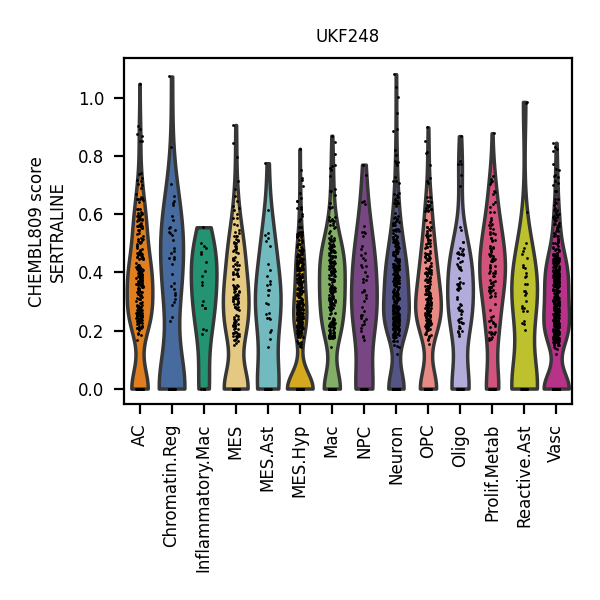 UKF248
CHEMBL809 score
SERTRALINE
1.0
0.8
0.6
0.4
0.2
0.0
AC
Chromatin.Reg
Inflammatory.Mac
MES
MES.Ast
MES.Hyp
Mac
NPC
Neuron
OPC
Oligo
Prolif.Metab
Reactive.Ast
Vasc